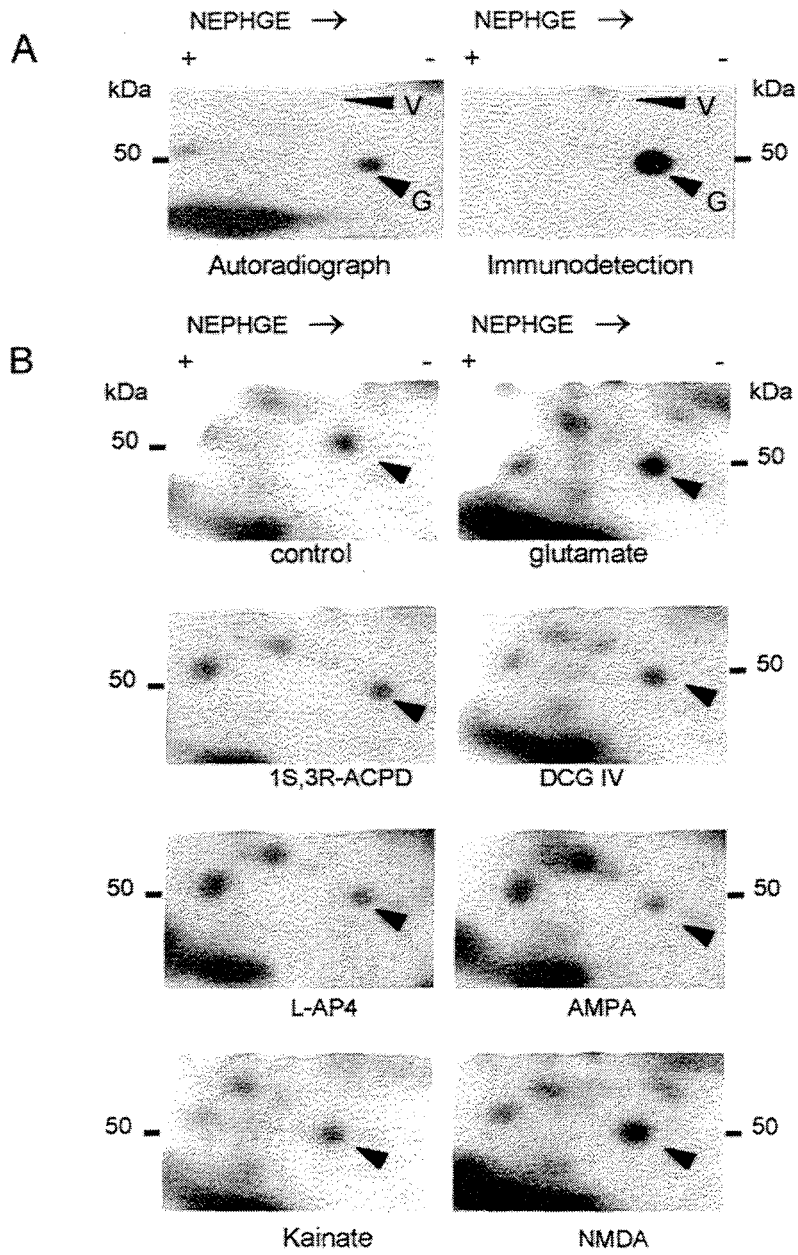 A
NEPHGE → NEPHGE →
+ - + -
kDa kDa
V V
50 50
G G
Autoradiograph Immunodetection
B
NEPHGE → NEPHGE →
+ - + -
kDa kDa
50 50
control glutamate
50 50
1S,3R-ACPD DCG IV
50 50
L-AP4 AMPA
50 50
Kainate NMDA